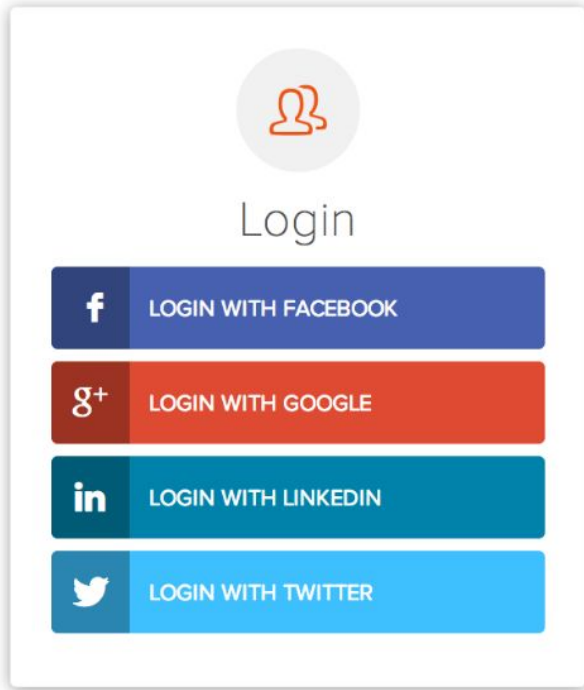 Login
f LOGIN WITH FACEBOOK
g+ LOGIN WITH GOOGLE
in LOGIN WITH LINKEDIN
LOGIN WITH TWITTER